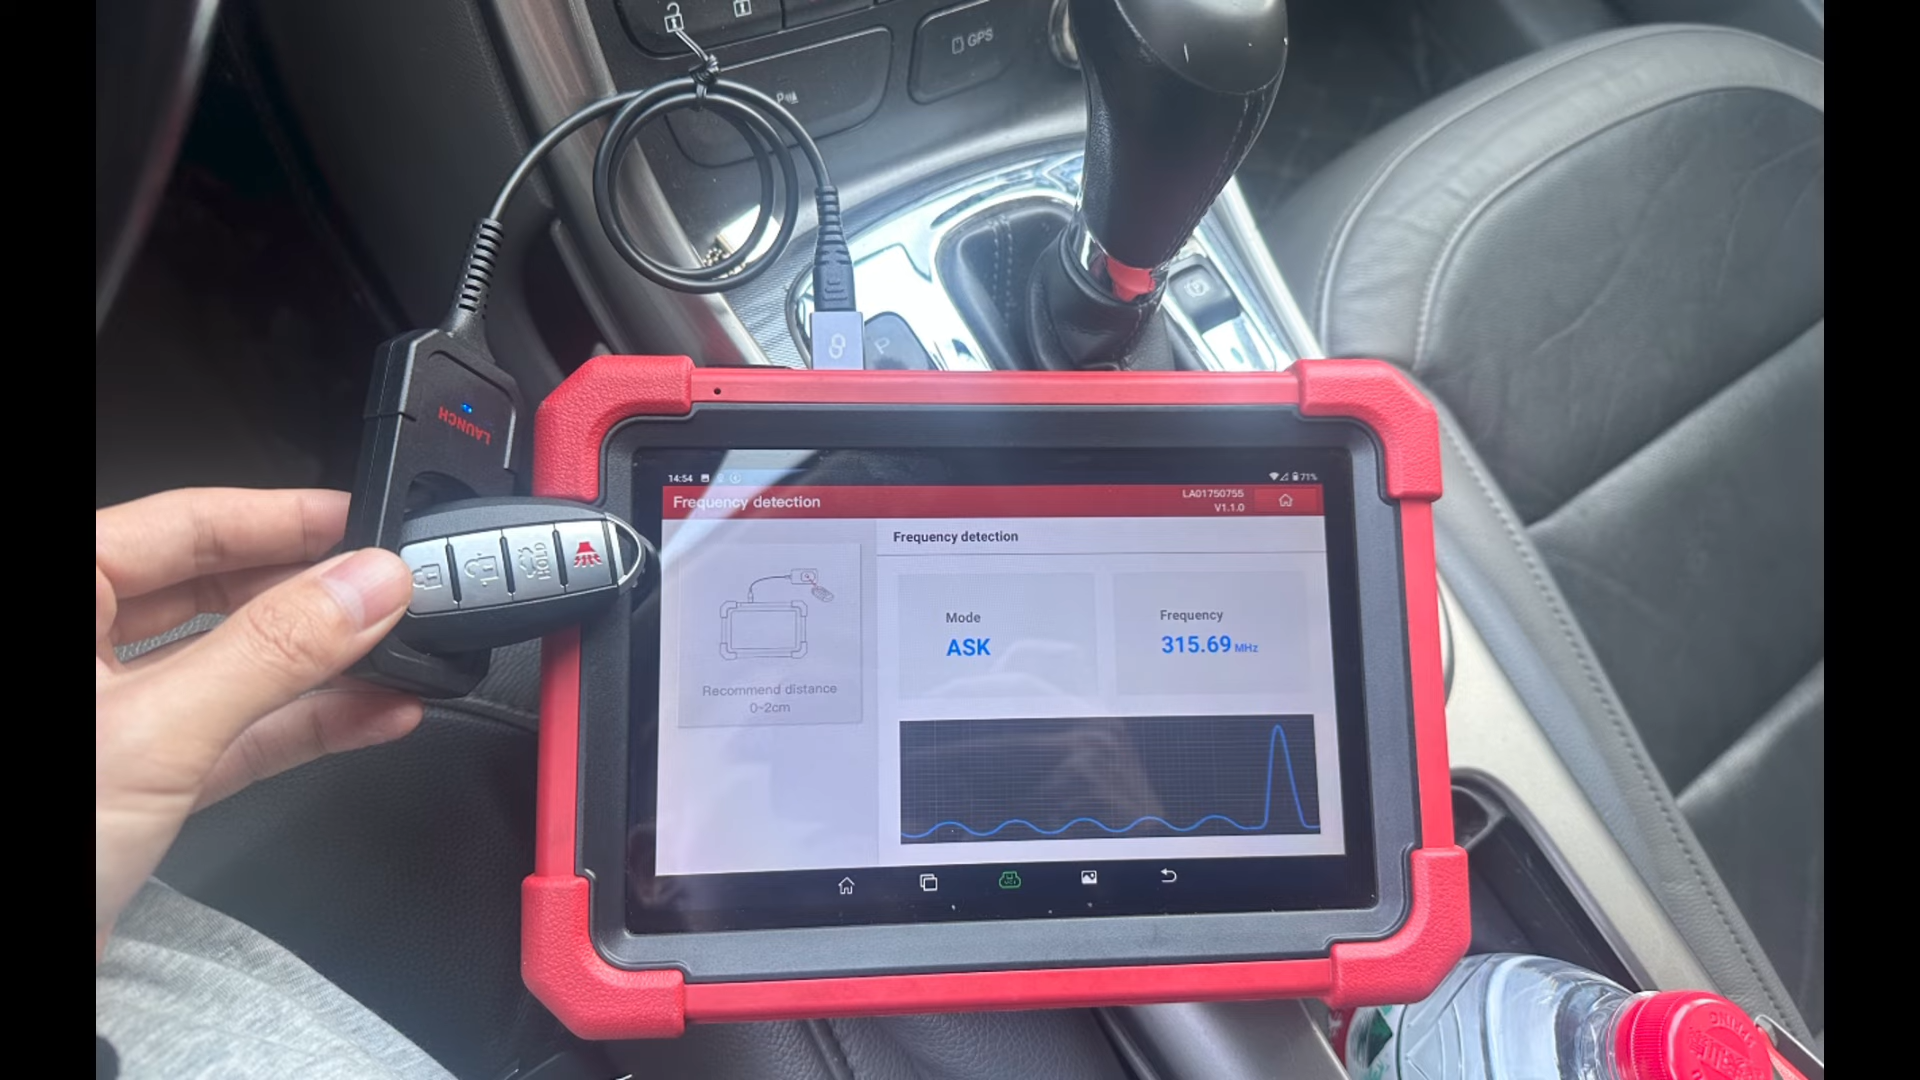 GPS
P
LAUNCH
HOLD
14:54
71%
Frequency detection
LA01750755
V1.1.0
Frequency detection
Recommend distance
0-2cm
Mode
ASK
Frequency
315.69 MHz